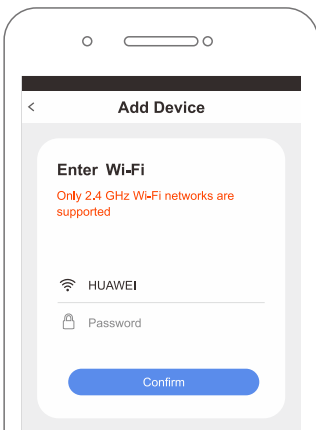 Add Device
Enter Wi-Fi
Only 2.4 GHz Wi-Fi networks are
supported
HUAWEI
Password
Confirm